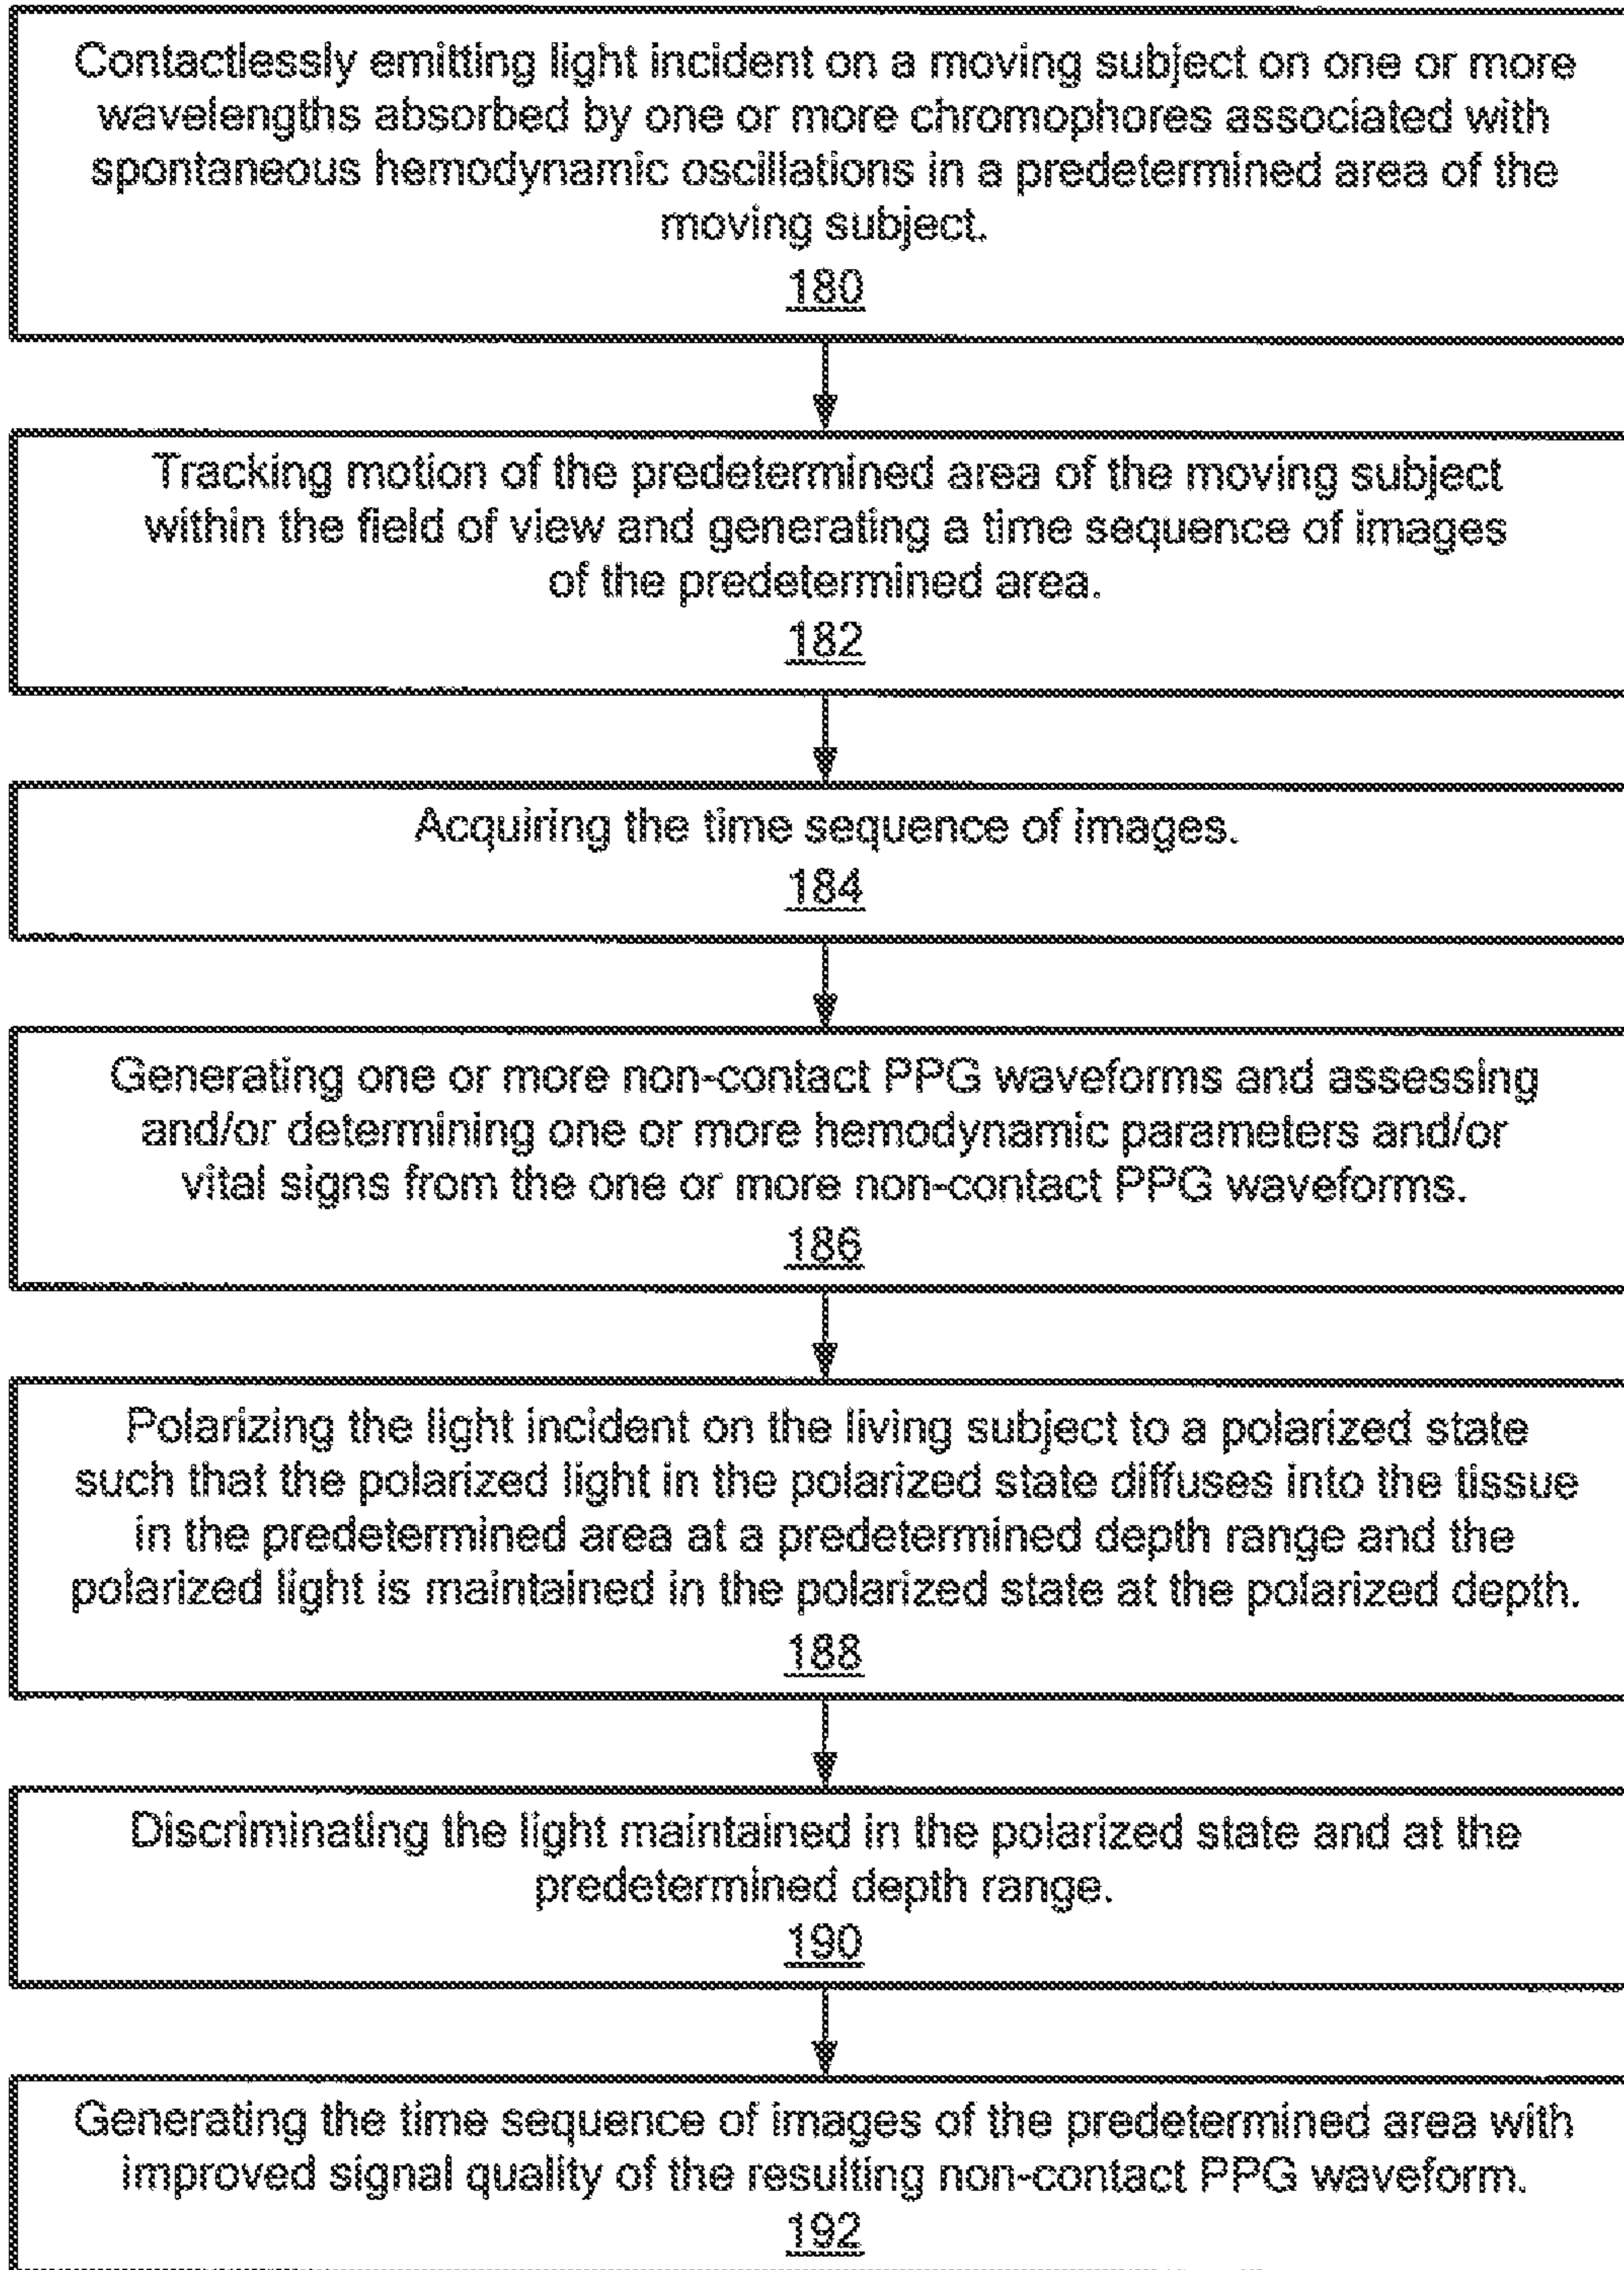 Contactlessly emitting light incident on a moving subject on one or more
wavelengths absorbed by one or more chromophores associated with
spontaneous hemodynamic oscillations in a predetermined area of the
moving subject.
180
Tracking motion of the predetermined area of the moving subject
within the field of view and generating a time sequence of images
of the predetermined area.
182
Acquiring the time sequence of images.
184
Generating one or more non-contact PPG waveforms and assessing
and/or determining one or more hemodynamic parameters and/or
vital signs from the one or more non-contact PPG waveforms.
186
Polarizing the light incident on the living subject to a polarized state
such that the polarized light in the polarized state diffuses into the tissue
in the predetermined area at a predetermined depth range and the
polarized light is maintained in the polarized state at the polarized depth.
188
Discriminating the light maintained in the polarized state and at the
predetermined depth range.
190
Generating the time sequence of images of the predetermined area with
improved signal quality of the resulting non-contact PPG waveform.
192